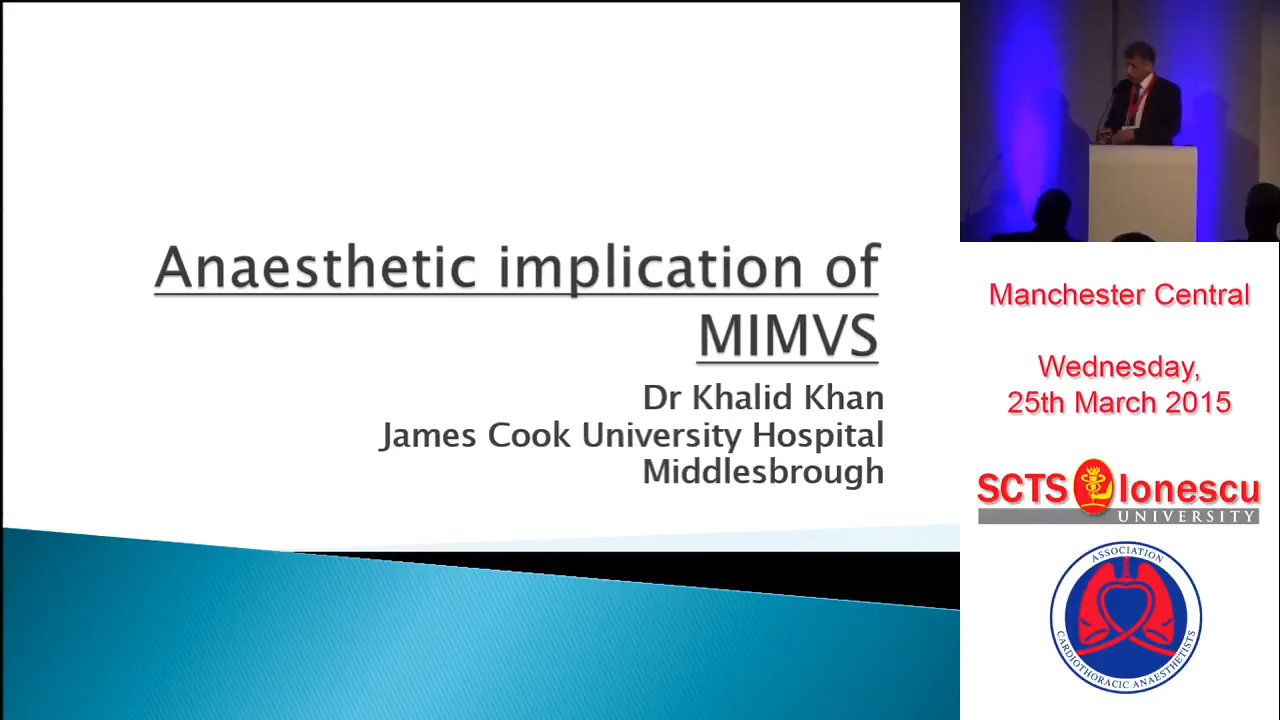 Anaesthetic implication of
MIMVS
Dr Khalid Khan
James Cook University Hospital
Middlesbrough
Manchester Central
Wednesday,
25th March 2015
SCTS Ionescu
UNIVERSITY
ASSOCIATION
CARDIOTHORACIC ANAESTHETISTS